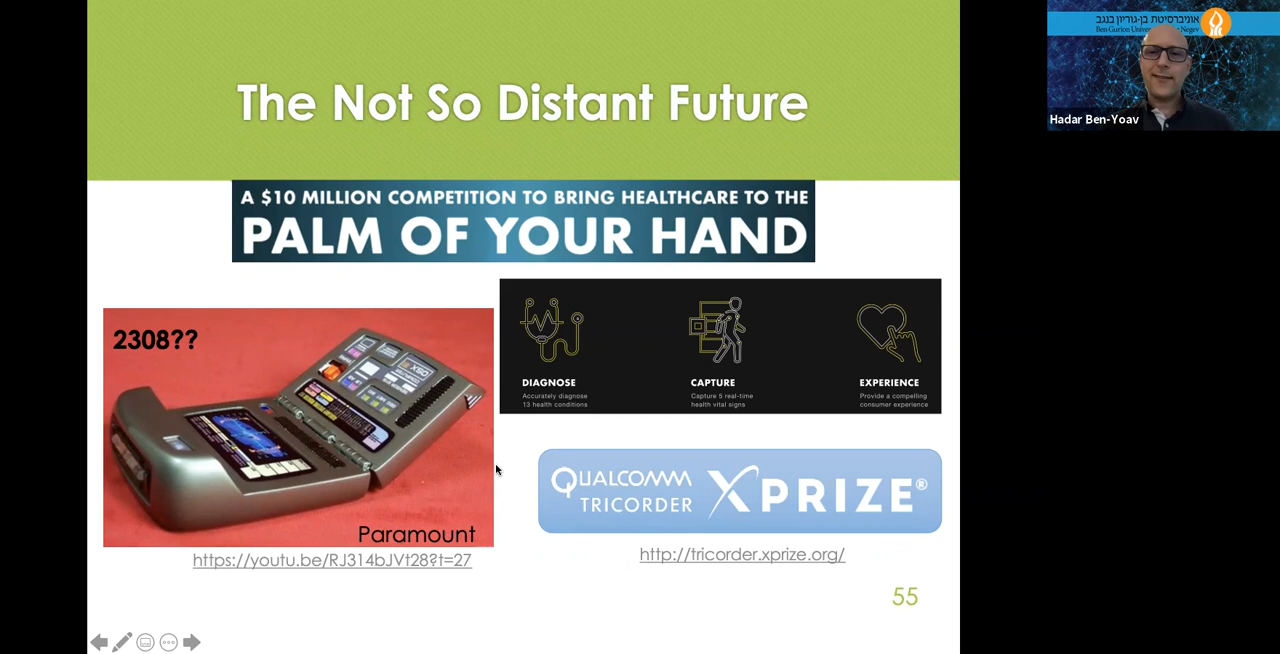 The Not So Distant Future
A $10 MILLION COMPETITION TO BRING HEALTHCARE TO THE
PALM OF YOUR HAND
2308??
Paramount
https://youtu.be/RJ314bJVt28?t=27
DIAGNOSE
Accurately diagnose
13 health conditions
CAPTURE
Capture 5 real-time
health vital signs
EXPERIENCE
Provide a compelling
consumer experience
QUALCOMM
TRICORDER
XPRIZE®
http://tricorder.xprize.org/
55
אוניברסיטת בן-גוריון בנגב
Ben-Gurion Negev
Hadar Ben-Yoav